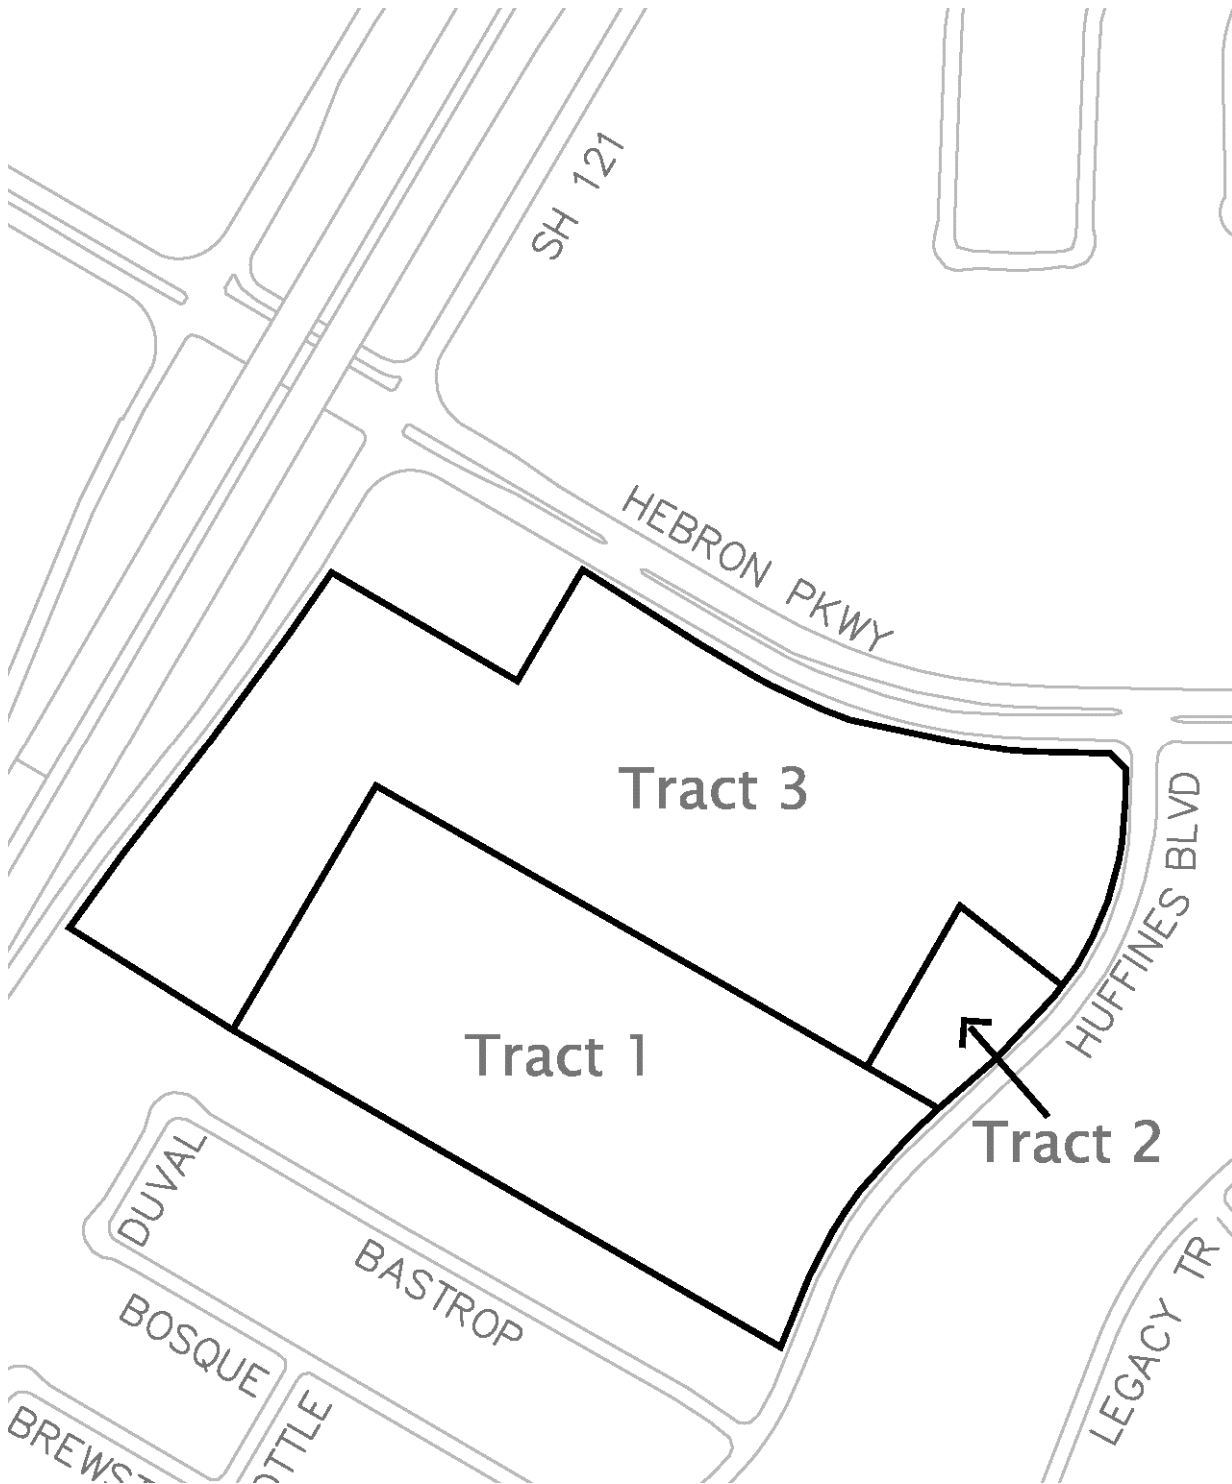 SH 121
HEBRON PKWY
Tract 3
HUFFINES BLVD
Tract 1
Tract 2
DUVAL
BASTROP
LEGACY TR
BOSQUE